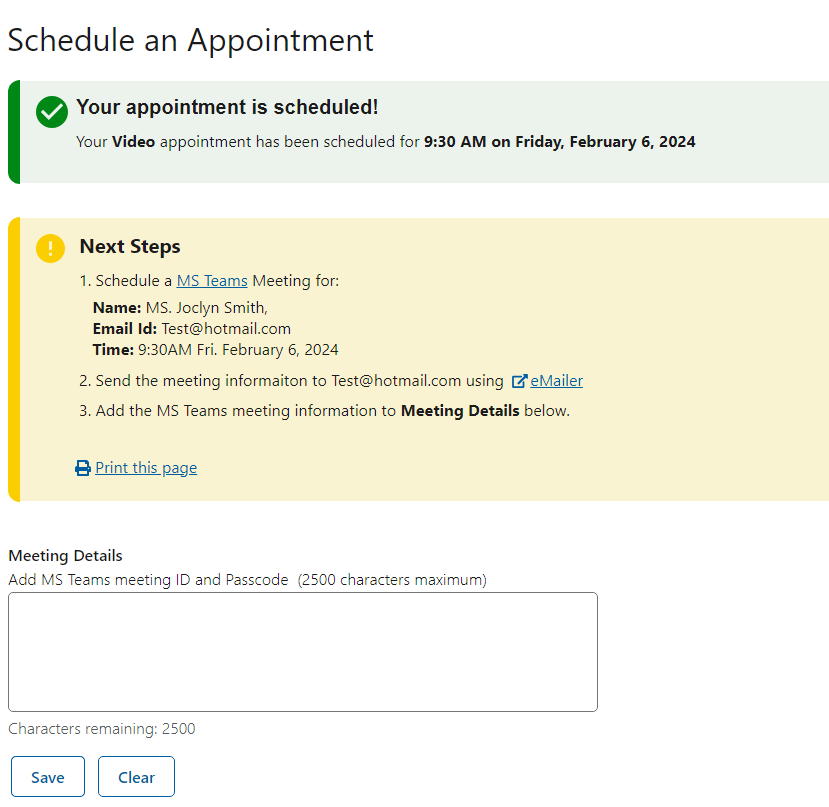 Schedule an Appointment
Your appointment is scheduled!
Your Video appointment has been scheduled for 9:30 AM on Friday, February 6, 2024
Next Steps
1. Schedule a MS Teams Meeting for:
Name: MS. Joclyn Smith,
Email Id: Test@hotmail.com
Time: 9:30AM Fri. February 6, 2024
2. Send the meeting informaiton to Test@hotmail.com using eMailer
3. Add the MS Teams meeting information to Meeting Details below.
Print this page
Meeting Details
Add MS Teams meeting ID and Passcode (2500 characters maximum)
Characters remaining: 2500
Save Clear